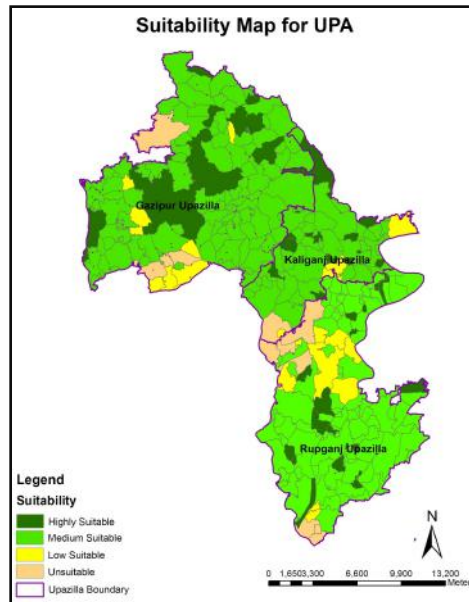 Suitability Map for UPA
Gazipur Upazilla
Kaliganj Upazilla
Rupganj Upazilla
Legend
Suitability
Highly Suitable
Medium Suitable
Low Suitable
Unsuitable
Upazilla Boundary
N
0 1,6503,300 6,600 9,900 13,200
Meter